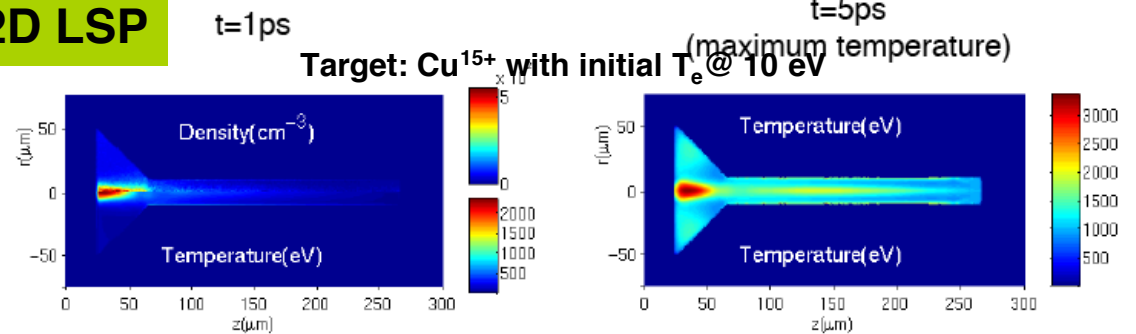 2D LSP
t=1ps
t=5ps
(maximum temperature)
Target: Cu15+ with initial Te@ 10 eV
x 10
5
0
2000
1500
1000
500
Density(cm−3)
Temperature(eV)
r(μm)
50
0
−50
0 50 100 150 200 250 300
z(μm)
Temperature(eV)
Temperature(eV)
r(μm)
50
0
−50
0 50 100 150 200 250 300
z(μm)
3000
2500
2000
1500
1000
500